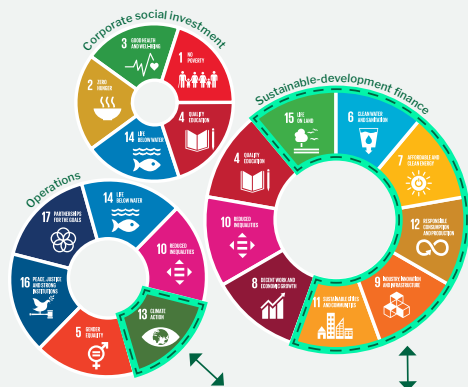 Corporate social investment
3 GOOD HEALTH
AND WELL-BEING
1 NO
POVERTY
2 ZERO
HUNGER
4 QUALITY
EDUCATION
14 LIFE
BELOW WATER
Sustainable-development finance
15 LIFE
ON LAND
6 CLEAN WATER
AND SANITATION
4 QUALITY
EDUCATION
7 AFFORDABLE AND
CLEAN ENERGY
10 REDUCED
INEQUALITIES
12 RESPONSIBLE
CONSUMPTION
AND PRODUCTION
8 DECENT WORK AND
ECONOMIC GROWTH
9 INDUSTRY, INNOVATION
AND INFRASTRUCTURE
11 SUSTAINABLE CITIES
AND COMMUNITIES
Operations
14 LIFE
BELOW WATER
17 PARTNERSHIPS
FOR THE GOALS
10 REDUCED
INEQUALITIES
16 PEACE, JUSTICE
AND STRONG
INSTITUTIONS
13 CLIMATE
ACTION
5 GENDER
EQUALITY